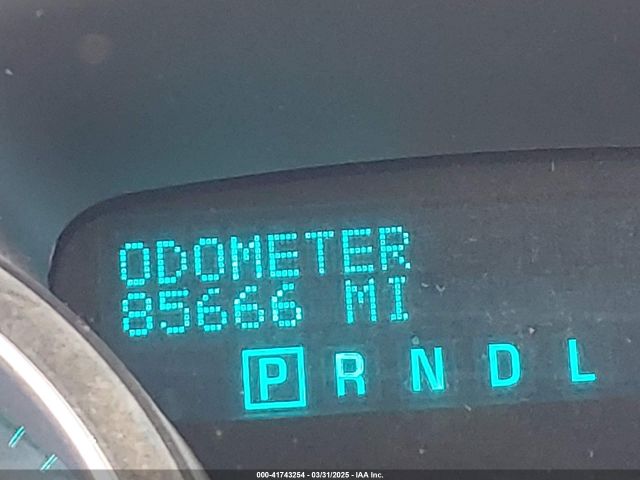 ODOMETER
85666 MI
P R N D L
000-41743254 - 03/31/2025 - IAA Inc.